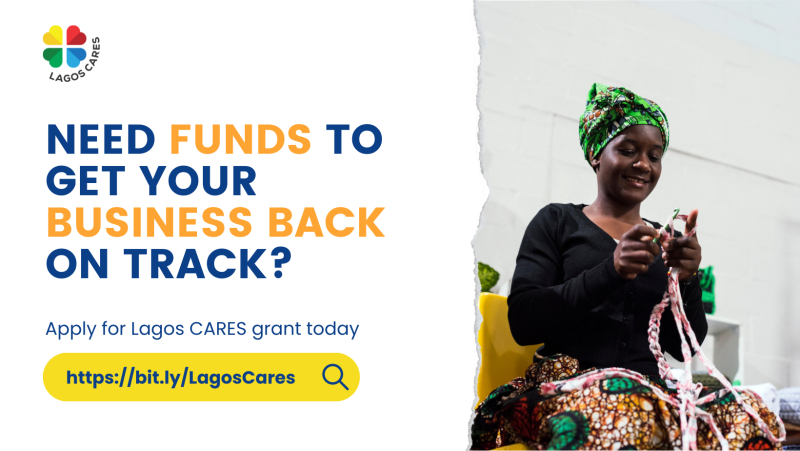 LAGOS CARES
NEED FUNDS TO
GET YOUR
BUSINESS BACK
ON TRACK?
Apply for Lagos CARES grant today
https://bit.ly/LagosCares